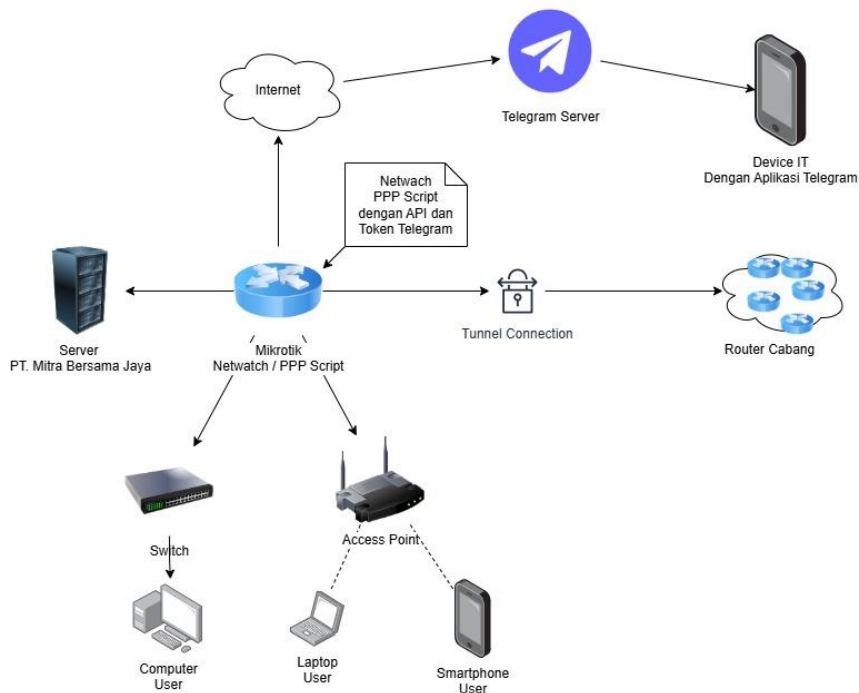 Internet
Telegram Server
Device IT
Dengan Aplikasi Telegram
Netwach
PPP Script
dengan API dan
Token Telegram
Server
PT. Mitra Bersama Jaya
Mikrotik
Netwatch / PPP Script
Tunnel Connection
Router Cabang
Switch
Access Point
Computer
User
Laptop
User
Smartphone
User